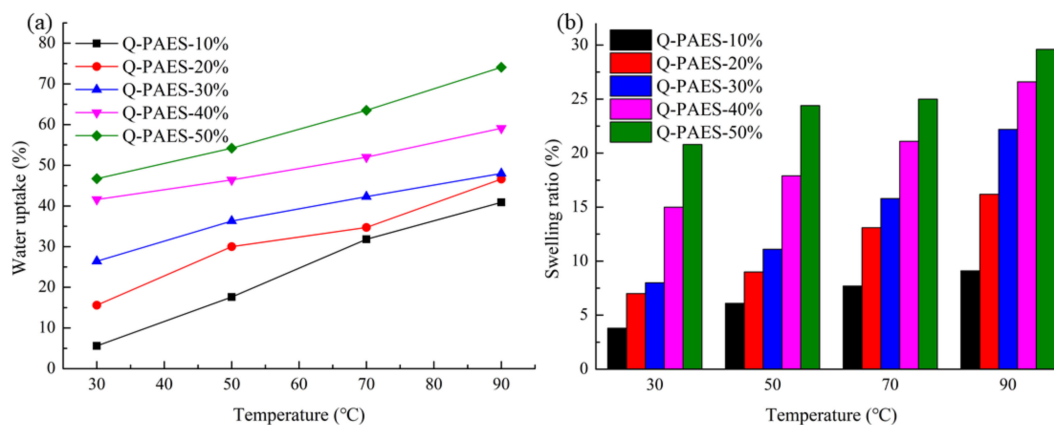 (a)
Q-PAES-10%
Q-PAES-20%
Q-PAES-30%
Q-PAES-40%
Q-PAES-50%
Water uptake (%)
80
70
60
50
40
30
20
10
0
30 40 50 60 70 80 90
Temperature (℃)
(b)
Q-PAES-10%
Q-PAES-20%
Q-PAES-30%
Q-PAES-40%
Q-PAES-50%
Swelling ratio (%)
30
25
20
15
10
5
0
30 50 70 90
Temperature (℃)